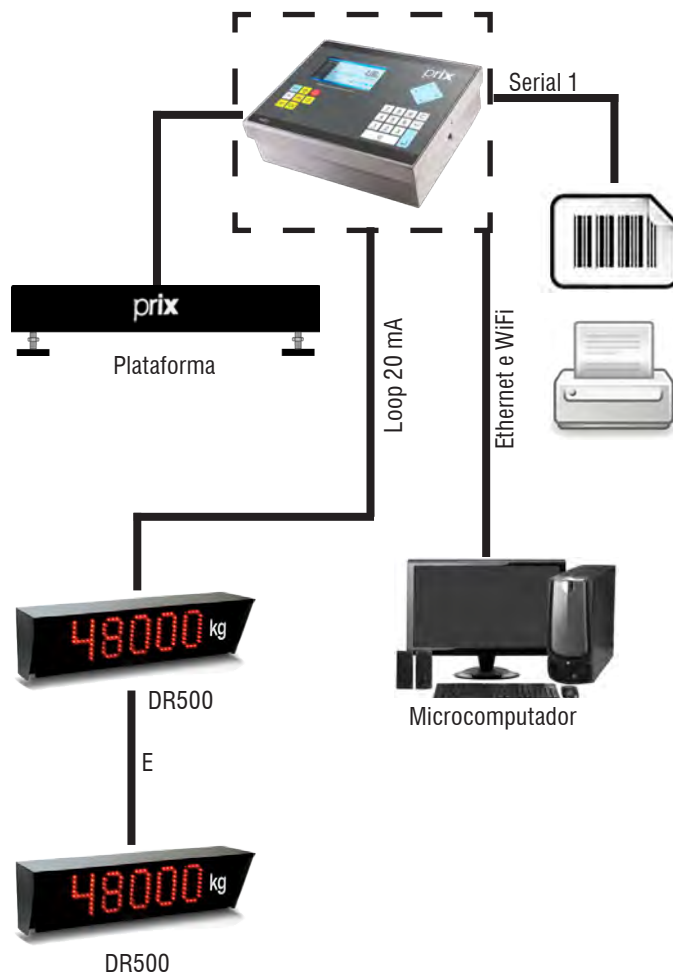 prix
Serial 1
prix
Plataforma
Loop 20 mA
Ethernet e WiFi
48000 kg
DR500
Microcomputador
E
48000 kg
DR500